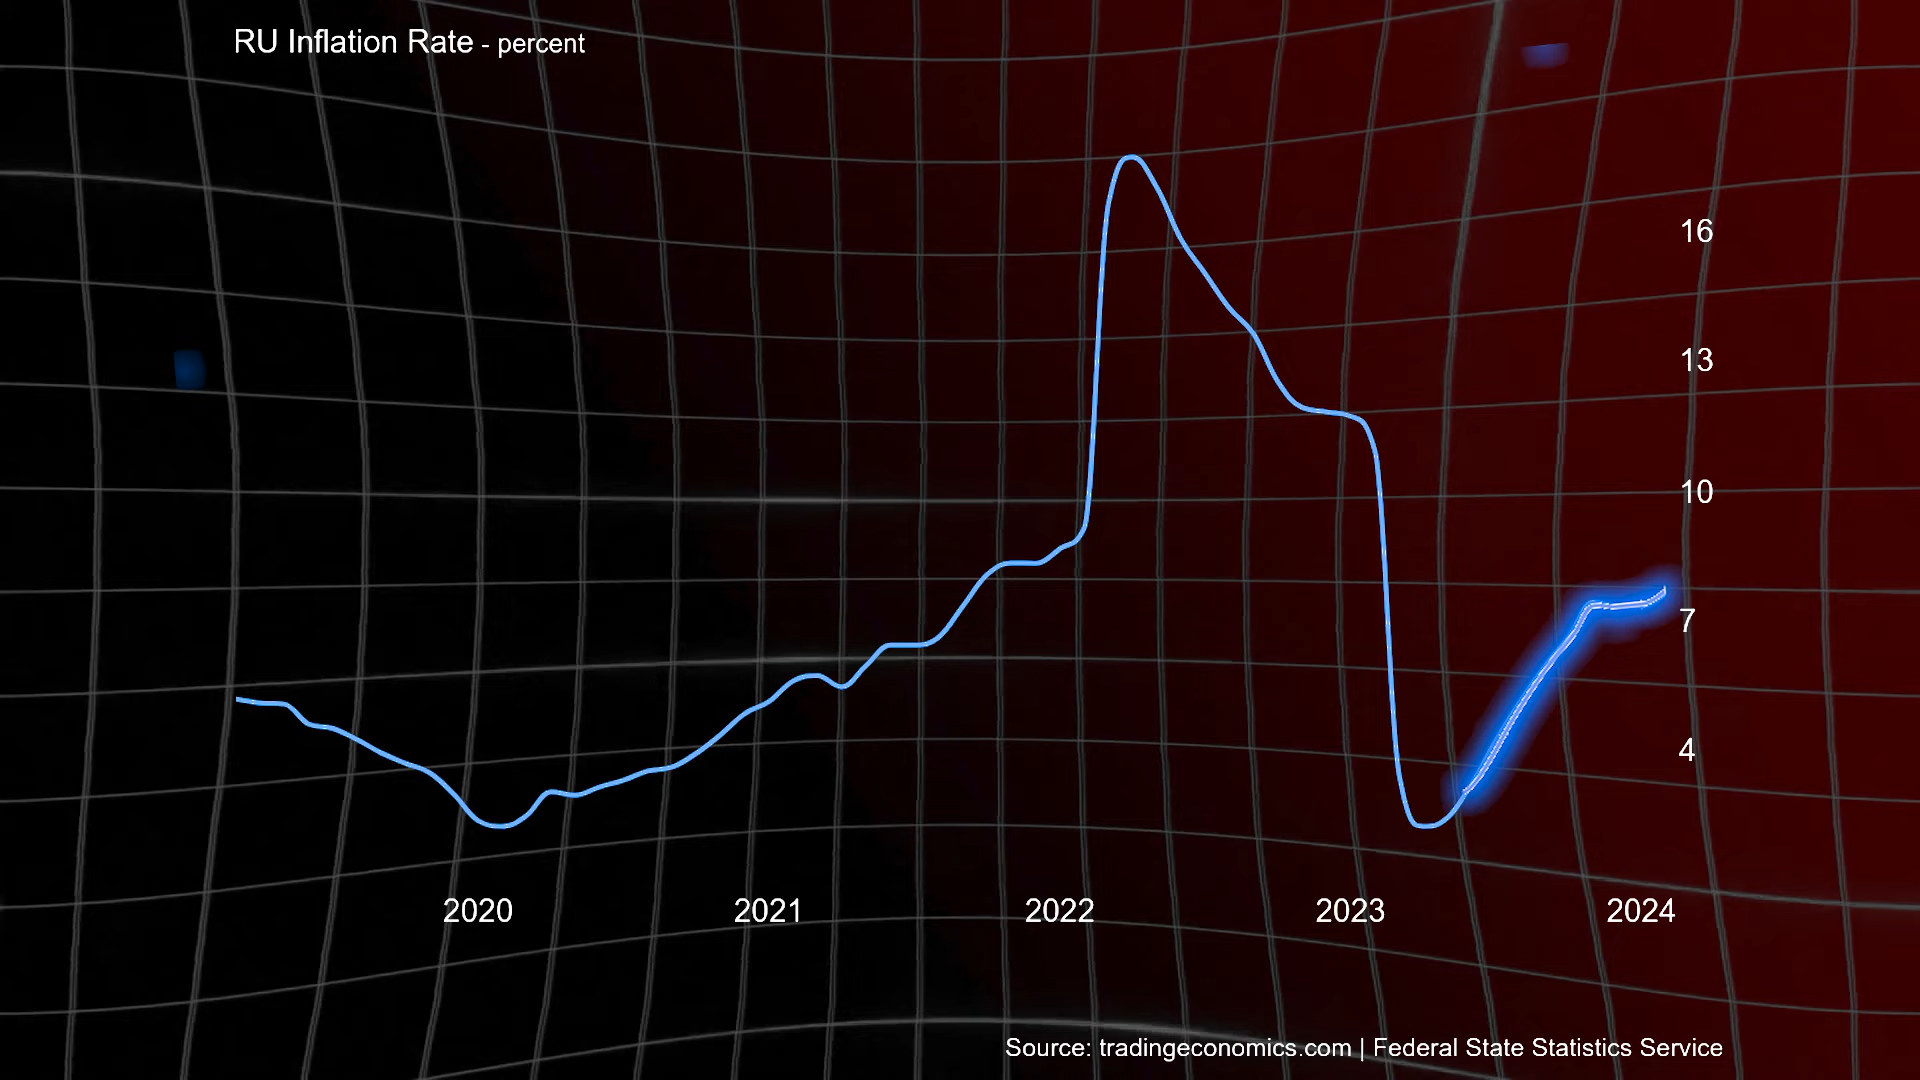 RU Inflation Rate - percent
16
13
10
7
4
2020 2021 2022 2023 2024
Source: tradingeconomics.com | Federal State Statistics Service